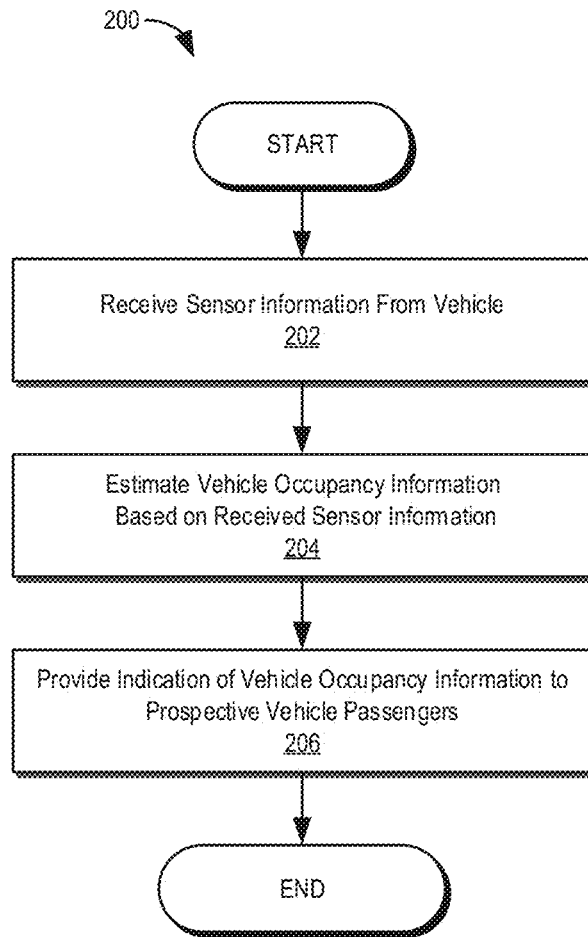 200
START
Receive Sensor Information From Vehicle
202
Estimate Vehicle Occupancy Information
Based on Received Sensor Information
204
Provide Indication of Vehicle Occupancy Information to
Prospective Vehicle Passengers
206
END